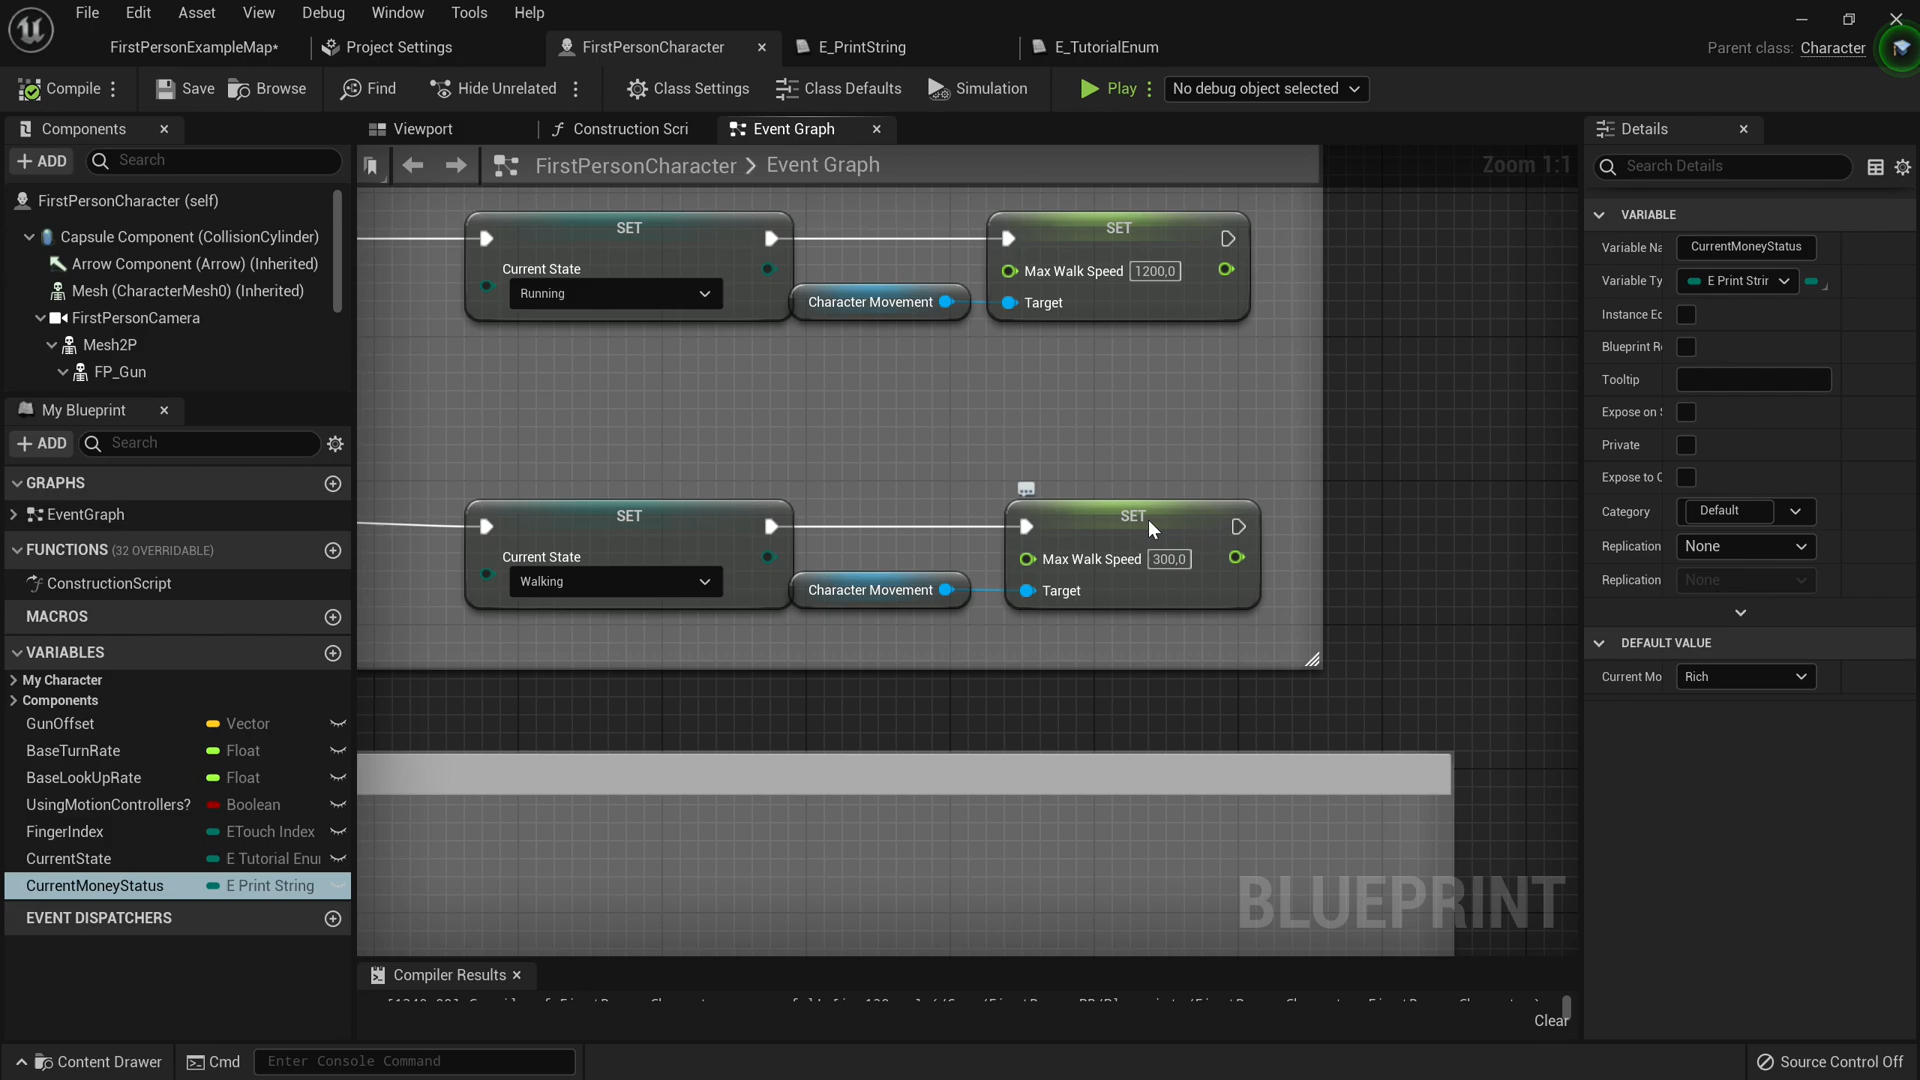 File Edit Asset View Debug Window Tools Help
FirstPersonExampleMap* Project Settings FirstPersonCharacter E_PrintString E_TutorialEnum Parent class: Character
Compile Save Browse Find Hide Unrelated Class Settings Class Defaults Simulation Play No debug object selected
Components
ADD Search
FirstPersonCharacter (self)
Capsule Component (CollisionCylinder)
Arrow Component (Arrow) (Inherited)
Mesh (CharacterMesh0) (Inherited)
FirstPersonCamera
Mesh2P
FP_Gun
My Blueprint
ADD Search
GRAPHS
EventGraph
FUNCTIONS (32 OVERRIDABLE)
ConstructionScript
MACROS
VARIABLES
My Character
Components
GunOffset Vector
BaseTurnRate Float
BaseLookUpRate Float
UsingMotionControllers? Boolean
FingerIndex ETouch Index
CurrentState E Tutorial Enu
CurrentMoneyStatus E Print String
EVENT DISPATCHERS
Viewport Construction Scri Event Graph
FirstPersonCharacter > Event Graph Zoom 1:1
SET SET
Current State
Running
Max Walk Speed 1200,0
Character Movement Target
SET SET
Current State
Walking
Max Walk Speed 300,0
Character Movement Target
BLUEPRINT
Compiler Results
Clear
Details
Search Details
VARIABLE
Variable Na CurrentMoneyStatus
Variable Ty E Print Strir
Instance Ec
Blueprint R
Tooltip
Expose on
Private
Expose to C
Category Default
Replication None
Replication None
DEFAULT VALUE
Current Mo Rich
Content Drawer Cmd Enter Console Command Source Control Off